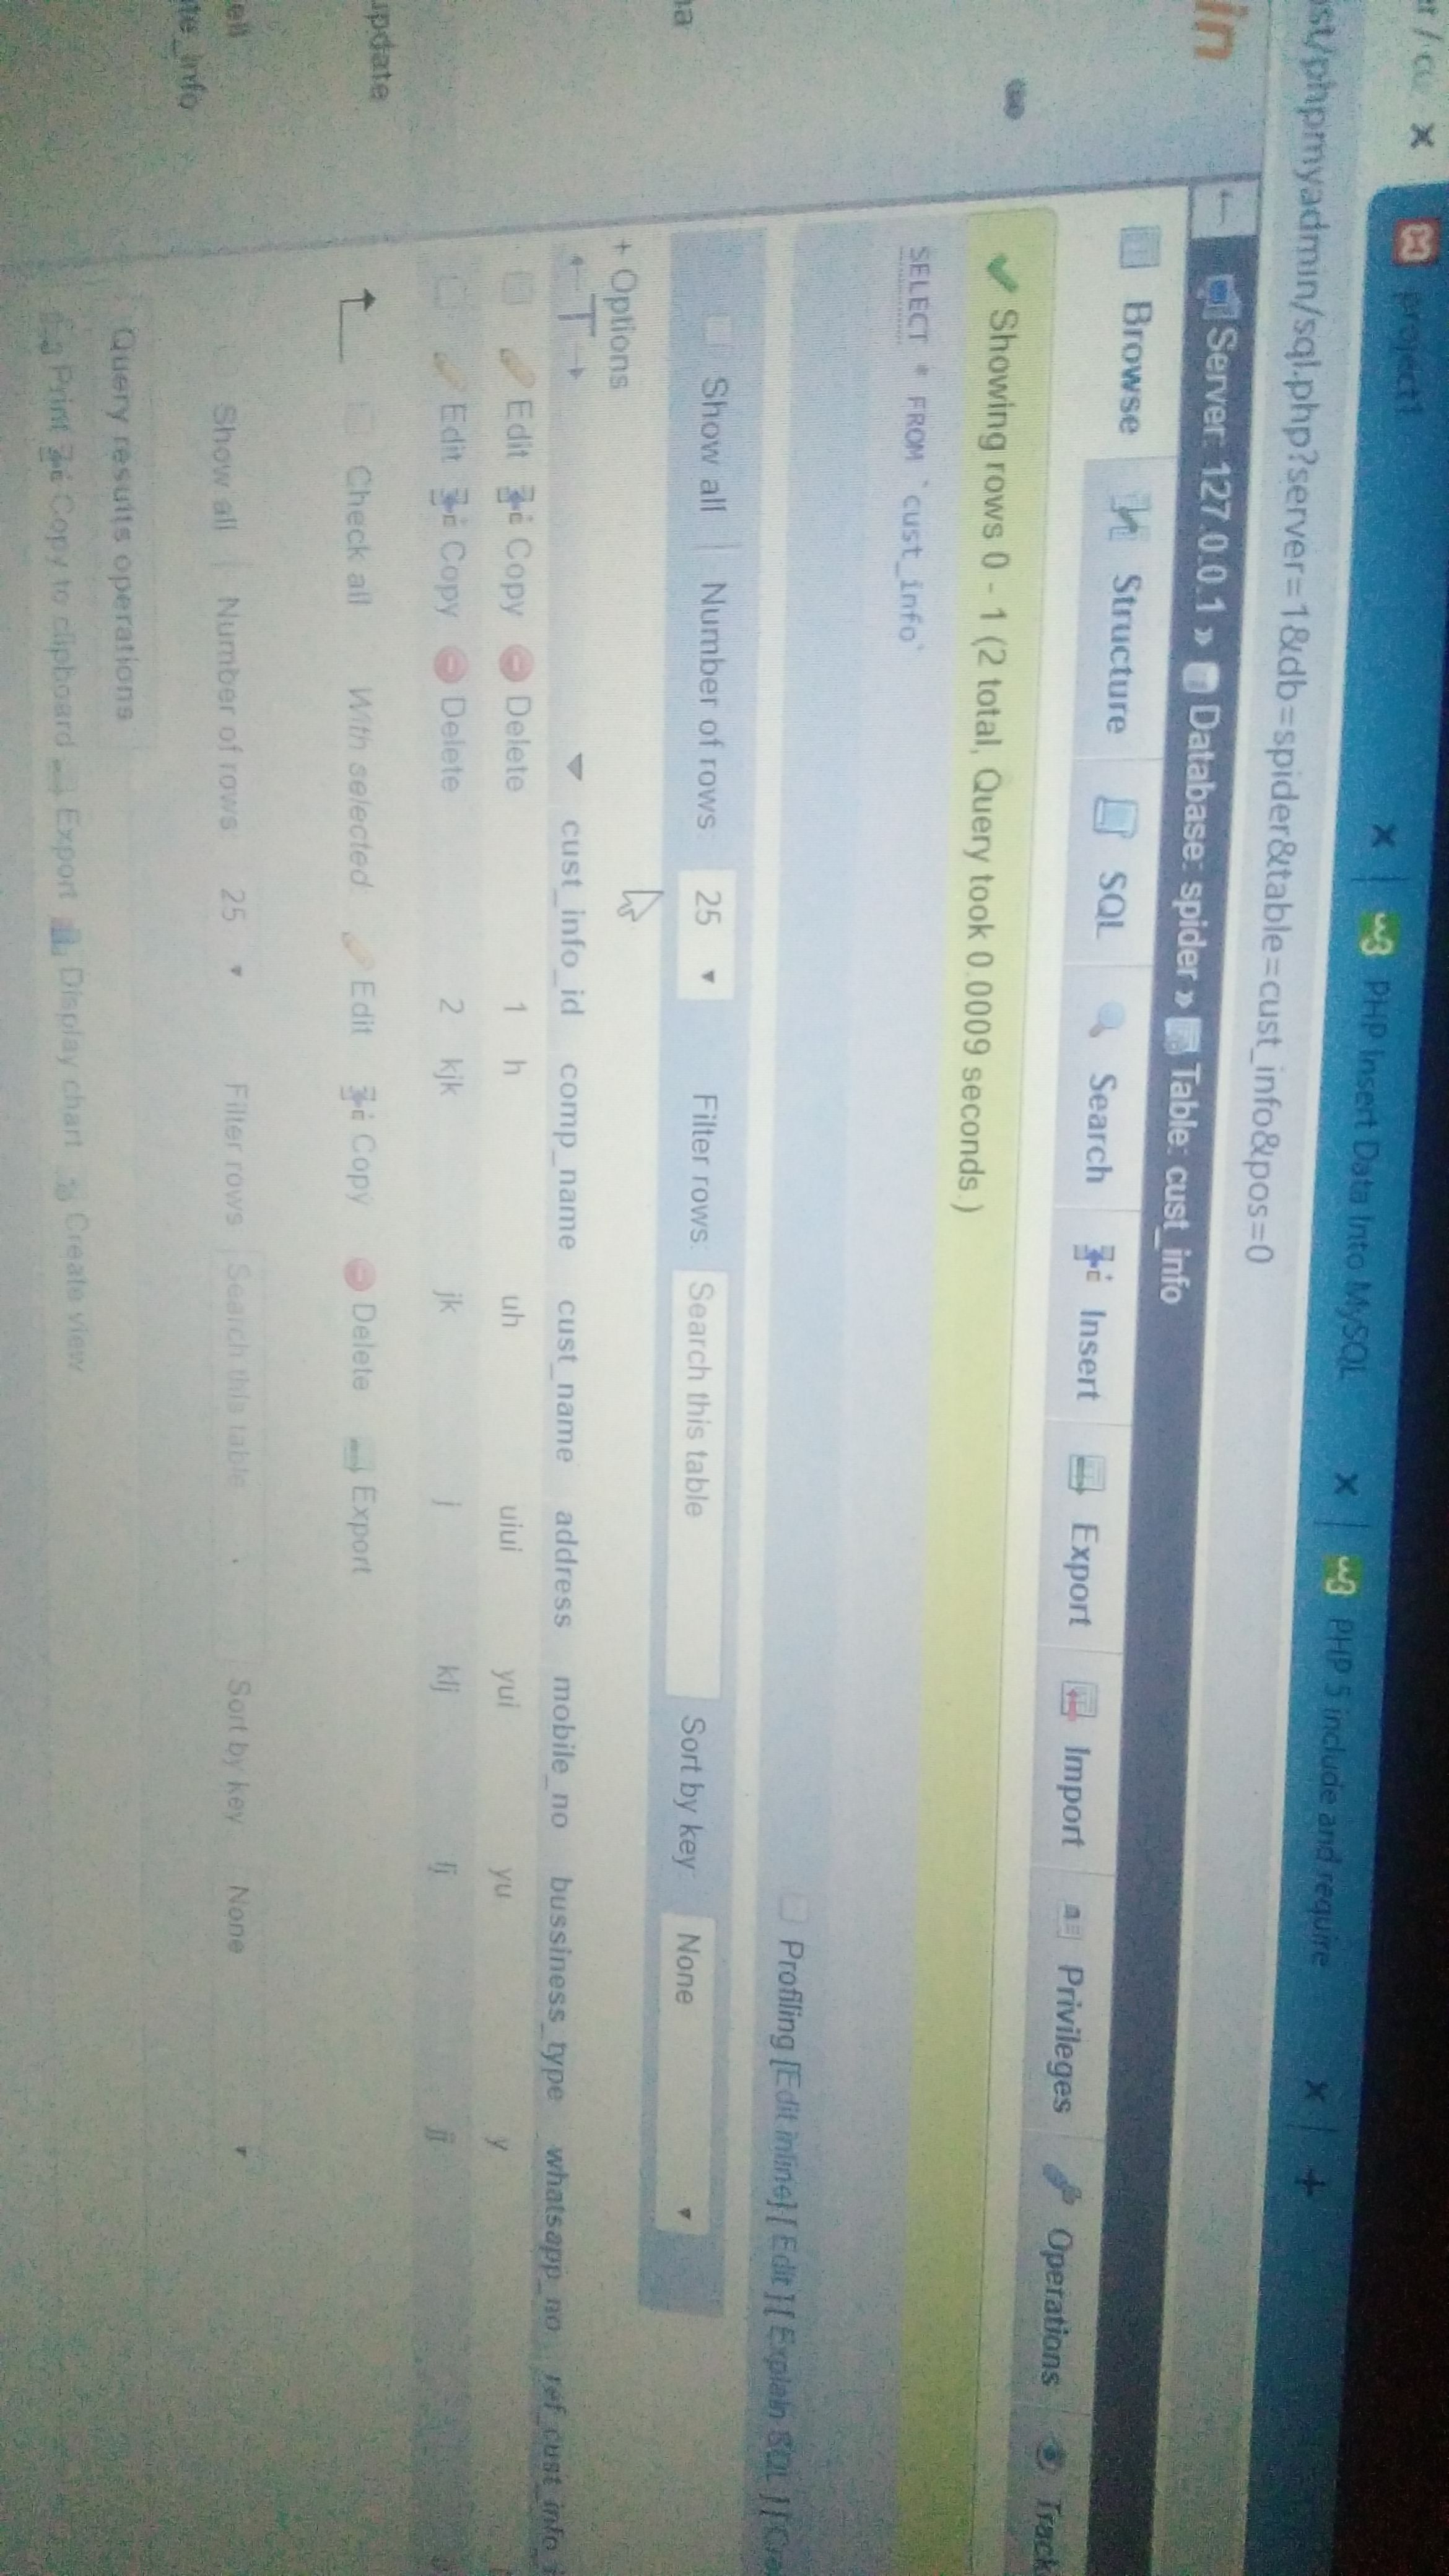 projict1
PHP Insert Data Into MySQL
PHP 5 include and require
ost/phpmyadmin/sql.php?server=1&db=spider&table=cust_info&pos=0
in
Server: 127.0.0.1 » Database: spider » Table: cust_info
Browse Structure SQL Search Insert Export Import Privileges Operations Track
Showing rows 0 - 1 (2 total, Query took 0.0009 seconds.)
SELECT * FROM `cust_info`
Profiling [Edit inline] [ Edit ] [ Explain SQL ] [
Show all | Number of rows: 25 Filter rows: Search this table Sort by key: None
+ Options
←T→ cust_info_id comp_name cust_name address mobile_no bussiness_type whatsapp_no ref_cust_info
Edit Copy Delete 1 h uh uiui yui yu y
Edit Copy Delete 2 kjk jk j klj lj jl
update
Check all With selected: Edit Copy Delete Export
Show all | Number of rows: 25 Filter rows: Search this table Sort by key: None
te_info
Query results operations
Print Copy to clipboard Export Display chart Create view